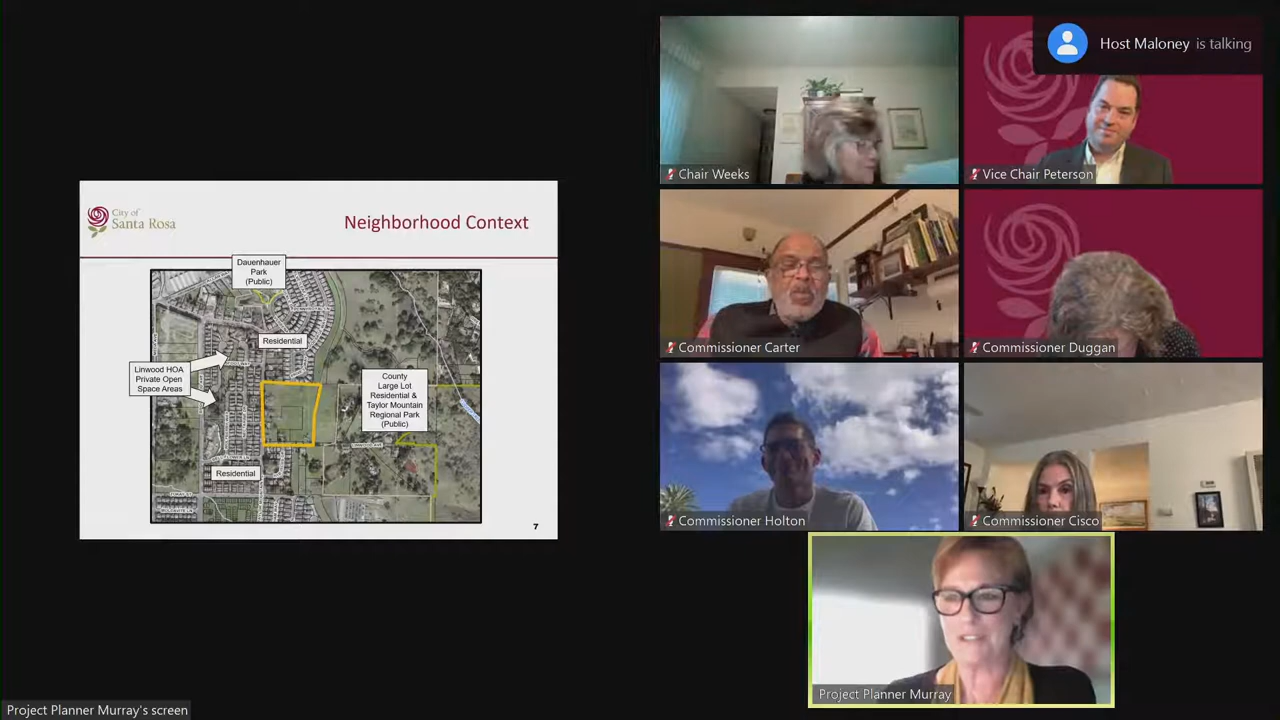 City of
Santa Rosa
Neighborhood Context
Dauenhauer
Park
(Public)
Residential
Linwood HOA
Private Open
Space Areas
County
Large Lot
Residential &
Taylor Mountain
Regional Park
(Public)
Residential
7
Host Maloney is talking
Chair Weeks
Vice Chair Peterson
Commissioner Carter
Commissioner Duggan
Commissioner Holton
Commissioner Cisco
Project Planner Murray
Project Planner Murray's screen